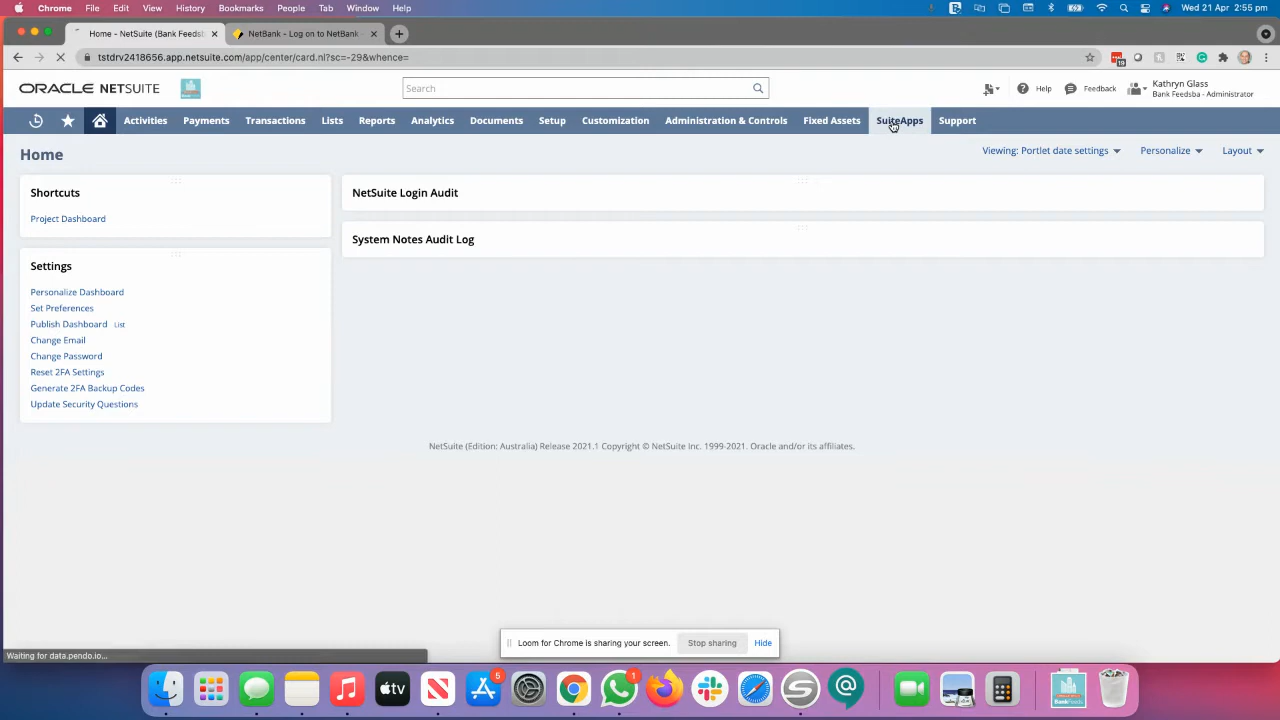 Chrome File Edit View History Bookmarks People Tab Window Help Wed 21 Apr 2:55 pm
Home - NetSuite (Bank Feedsb NetBank - Log on to NetBank -
tstdrv2418656.app.netsuite.com/app/center/card.nl?sc=-29&whence=
ORACLE NETSUITE Search Help Feedback Kathryn Glass
Bank Feedsba - Administrator
Activities Payments Transactions Lists Reports Analytics Documents Setup Customization Administration & Controls Fixed Assets SuiteApps Support
Home Viewing: Portlet date settings Personalize Layout
Shortcuts
Project Dashboard
NetSuite Login Audit
System Notes Audit Log
Settings
Personalize Dashboard
Set Preferences
Publish Dashboard List
Change Email
Change Password
Reset 2FA Settings
Generate 2FA Backup Codes
Update Security Questions
NetSuite (Edition: Australia) Release 2021.1 Copyright © NetSuite Inc. 1999-2021. Oracle and/or its affiliates.
Loom for Chrome is sharing your screen. Stop sharing Hide
Waiting for data.pendo.io...
tv
5
1
BankFeeds